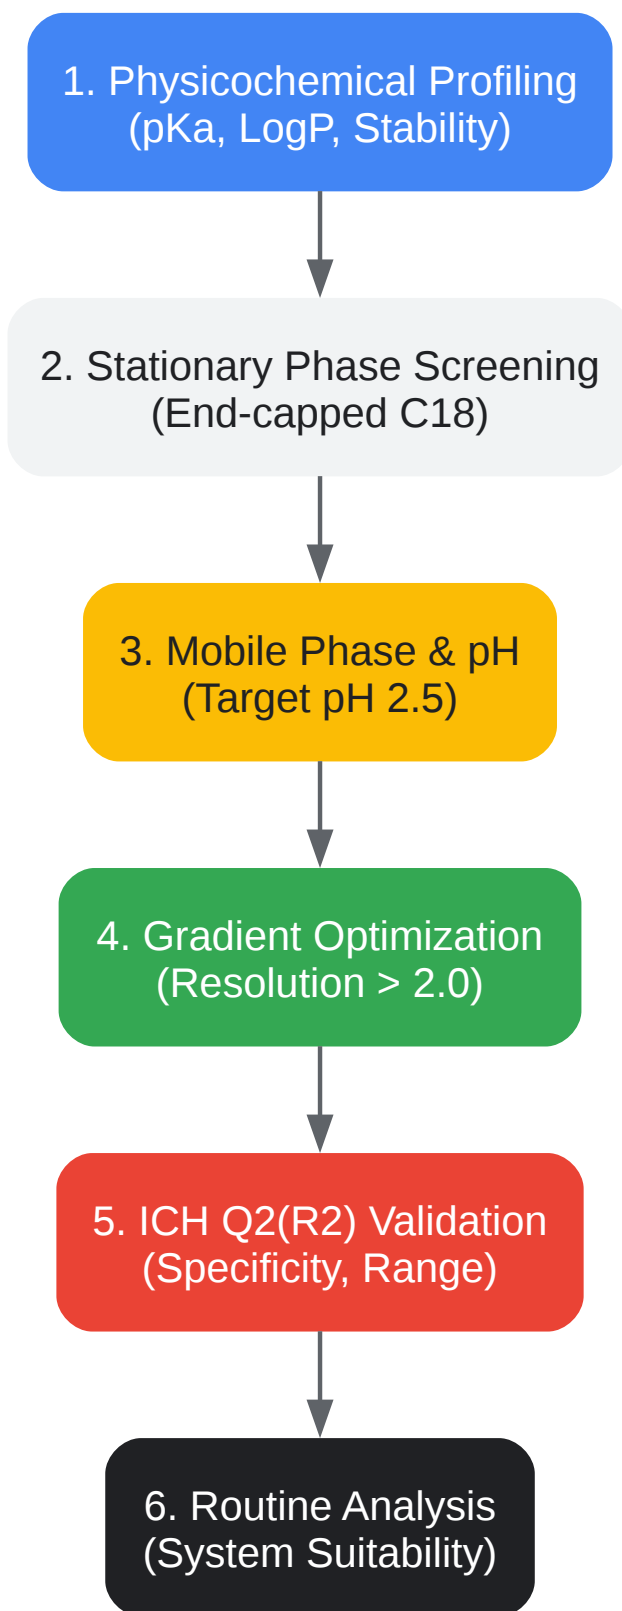 1. Physicochemical Profiling
(pKa, LogP, Stability)
2. Stationary Phase Screening
(End-capped C18)
3. Mobile Phase & pH
(Target pH 2.5)
4. Gradient Optimization
(Resolution > 2.0)
5. ICH Q2(R2) Validation
(Specificity, Range)
6. Routine Analysis
(System Suitability)